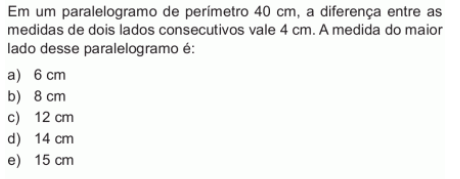 Em um paralelogramo de perímetro 40 cm, a diferença entre as
medidas de dois lados consecutivos vale 4 cm. A medida do maior
lado desse paralelogramo é:
a) 6 cm
b) 8 cm
c) 12 cm
d) 14 cm
e) 15 cm